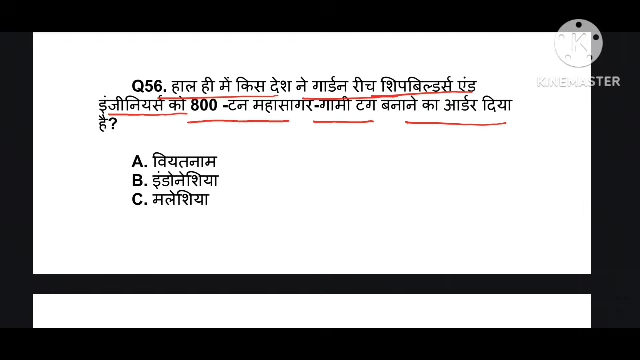 Q56. हाल ही में किस देश ने गार्डन रीच शिपबिल्डर्स एंड
इंजीनियर्स को 800 -टन महासागर-गामी टग बनाने का आर्डर दिया
है?
A. वियतनाम
B. इंडोनेशिया
C. मलेशिया
KINEMASTER